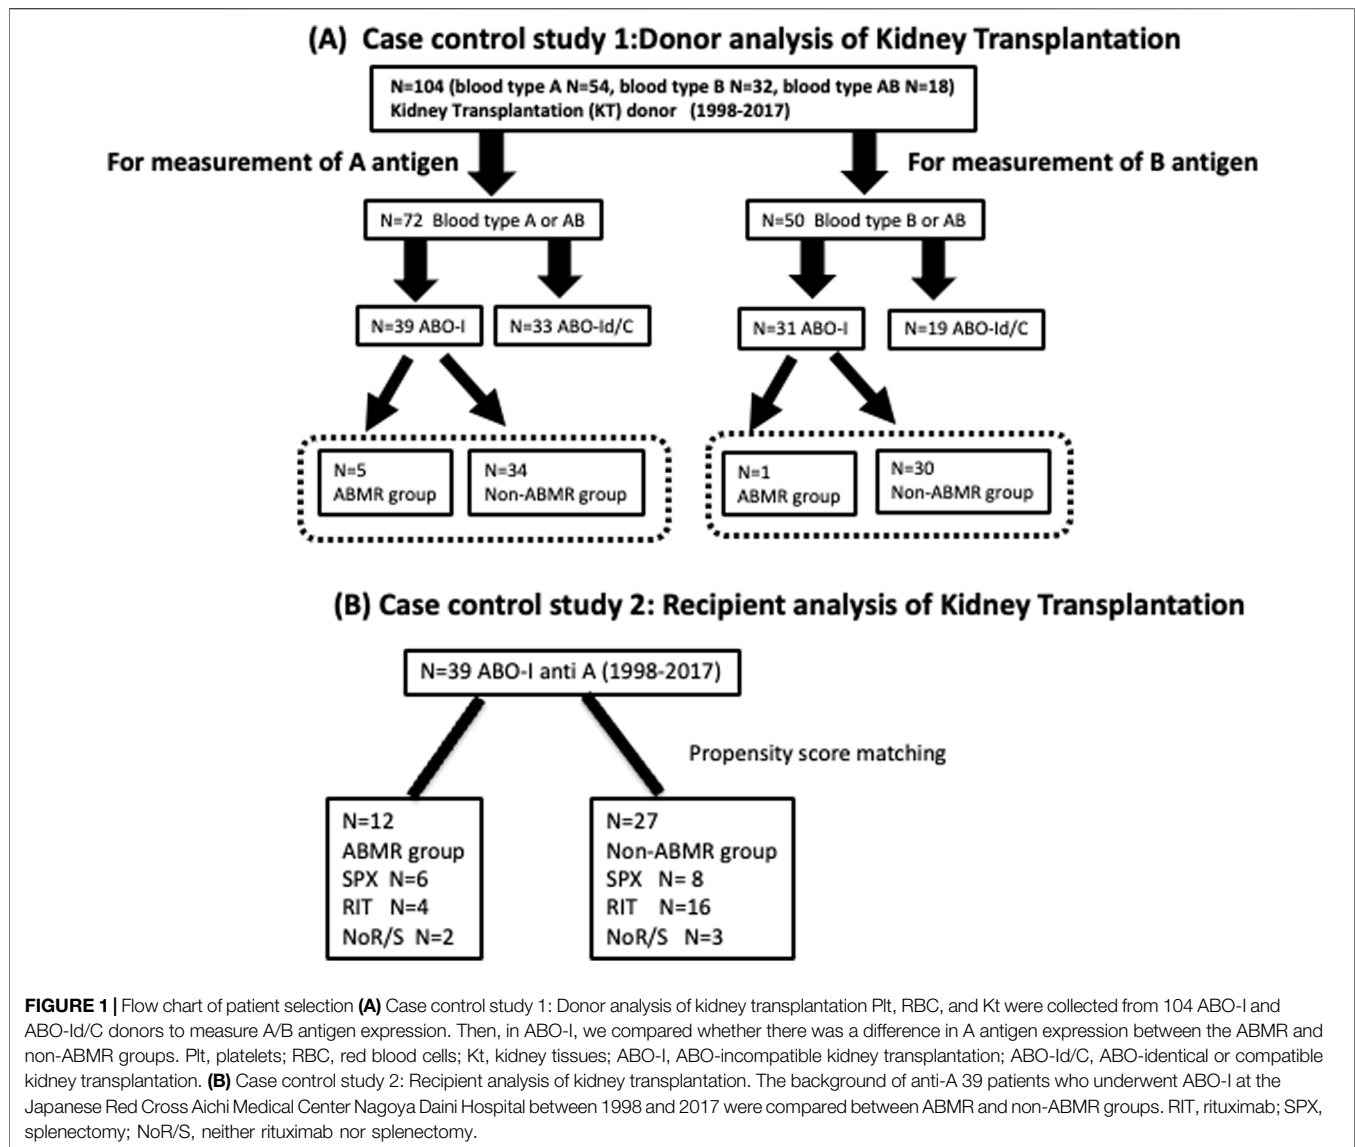 (A) Case control study 1:Donor analysis of Kidney Transplantation
N=104 (blood type A N=54, blood type B N=32, blood type AB N=18)
Kidney Transplantation (KT) donor (1998-2017)
For measurement of A antigen
For measurement of B antigen
N=72 Blood type A or AB
N=50 Blood type B or AB
N=39 ABO-I
N=33 ABO-Id/C
N=31 ABO-I
N=19 ABO-Id/C
N=5
ABMR group
N=34
Non-ABMR group
N=1
ABMR group
N=30
Non-ABMR group
(B) Case control study 2: Recipient analysis of Kidney Transplantation
N=39 ABO-I anti A (1998-2017)
Propensity score matching
N=12
ABMR group
SPX N=6
RIT N=4
NoR/S N=2
N=27
Non-ABMR group
SPX N= 8
RIT N=16
NoR/S N=3
FIGURE 1 | Flow chart of patient selection (A) Case control study 1: Donor analysis of kidney transplantation Plt, RBC, and Kt were collected from 104 ABO-I and
ABO-Id/C donors to measure A/B antigen expression. Then, in ABO-I, we compared whether there was a difference in A antigen expression between the ABMR and
non-ABMR groups. Plt, platelets; RBC, red blood cells; Kt, kidney tissues; ABO-I, ABO-incompatible kidney transplantation; ABO-Id/C, ABO-identical or compatible
kidney transplantation. (B) Case control study 2: Recipient analysis of kidney transplantation. The background of anti-A 39 patients who underwent ABO-I at the
Japanese Red Cross Aichi Medical Center Nagoya Daini Hospital between 1998 and 2017 were compared between ABMR and non-ABMR groups. RIT, rituximab; SPX,
splenectomy; NoR/S, neither rituximab nor splenectomy.